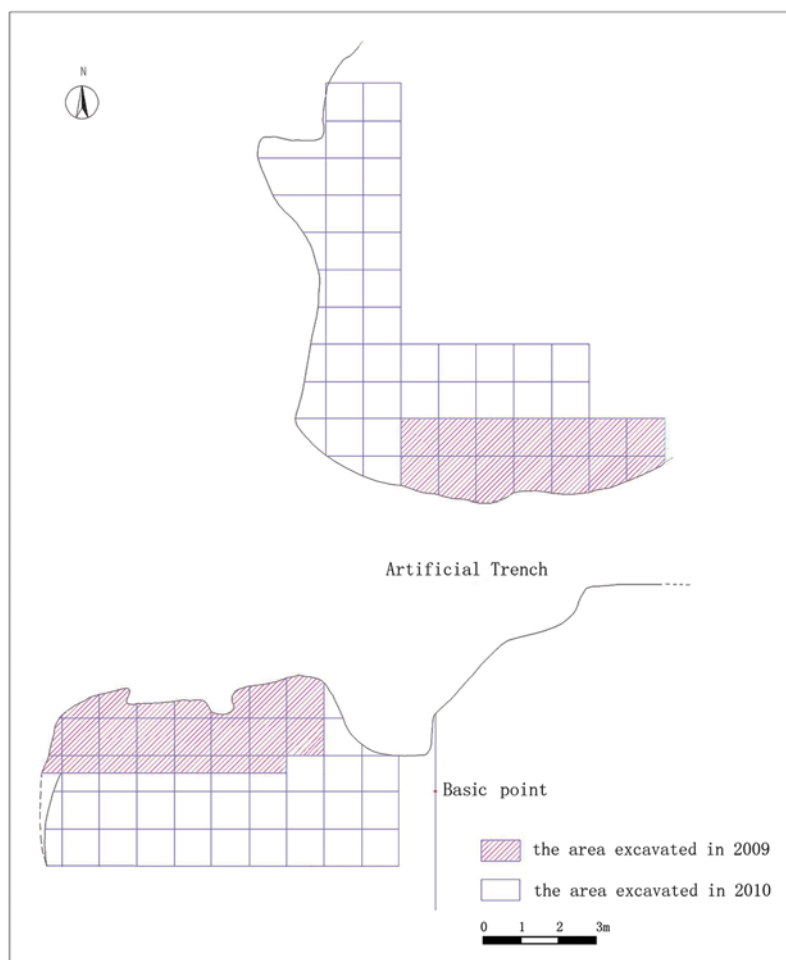 N
Artificial Trench
Basic point
the area excavated in 2009
the area excavated in 2010
0 1 2 3m